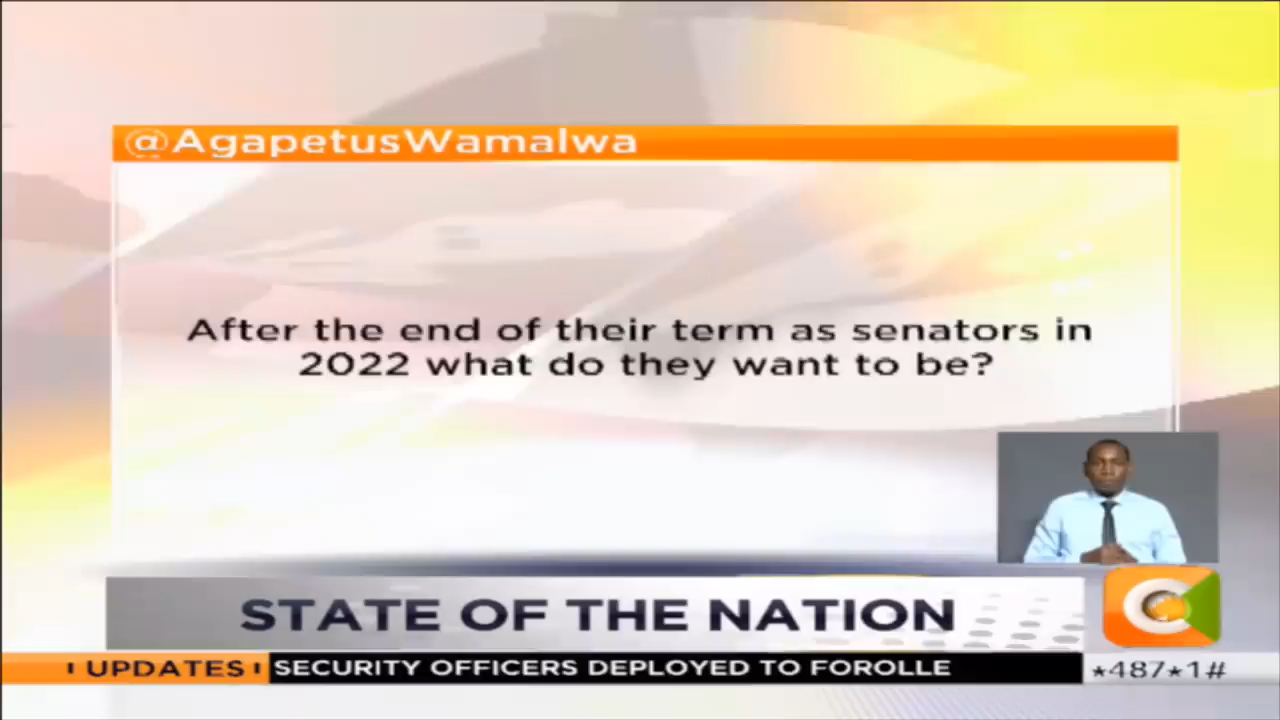 @AgapetusWamalwa
After the end of their term as senators in
2022 what do they want to be?
STATE OF THE NATION
UPDATES
SECURITY OFFICERS DEPLOYED TO FOROLLE
*487*1#